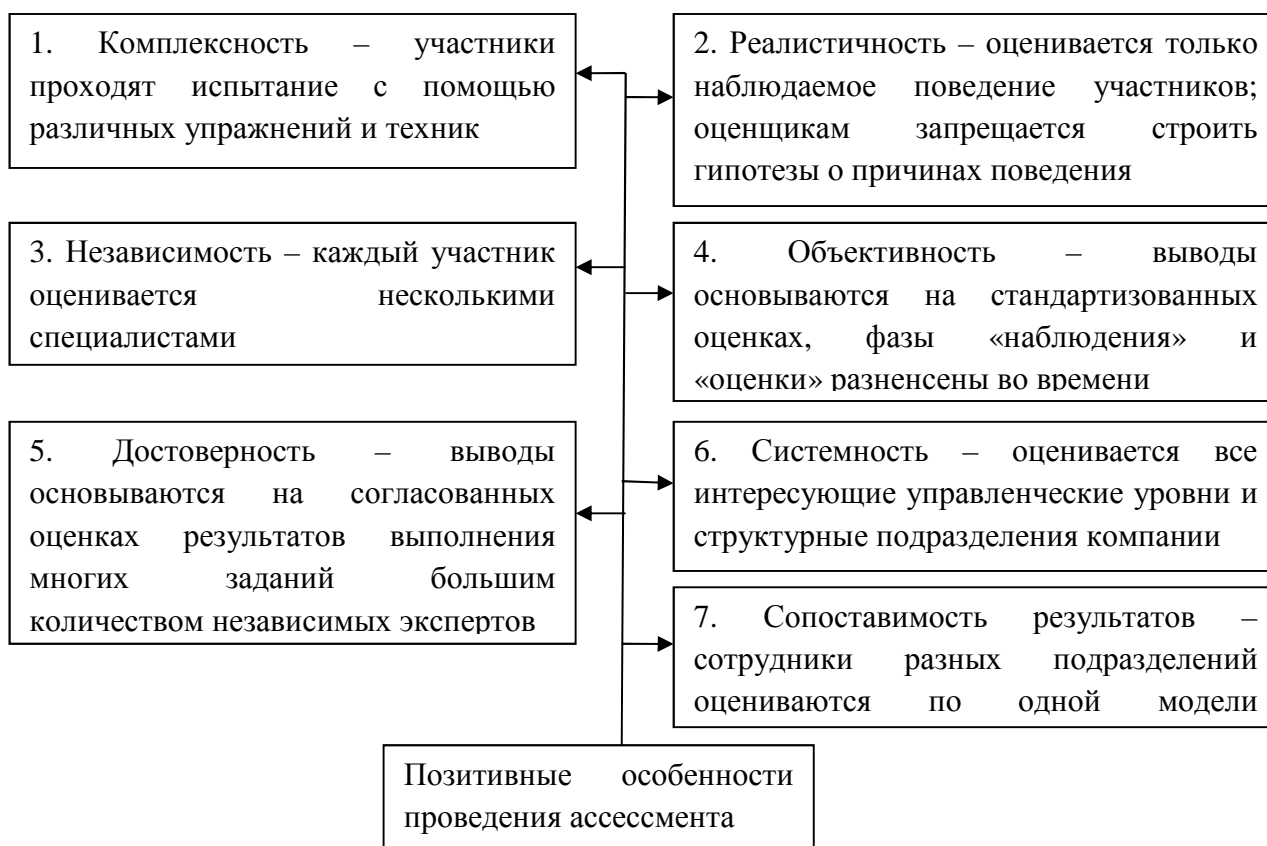 1. Комплексность – участники
проходят испытание с помощью
различных упражнений и техник
2. Реалистичность – оценивается только
наблюдаемое поведение участников;
оценщикам запрещается строить
гипотезы о причинах поведения
3. Независимость – каждый участник
оценивается несколькими
специалистами
4. Объективность – выводы
основываются на стандартизованных
оценках, фазы «наблюдения» и
«оценки» разненсены во времени
5. Достоверность – выводы
основываются на согласованных
оценках результатов выполнения
многих заданий большим
количеством независимых экспертов
6. Системность – оценивается все
интересующие управленческие уровни и
структурные подразделения компании
7. Сопоставимость результатов –
сотрудники разных подразделений
оцениваются по одной модели
Позитивные особенности
проведения ассессмента